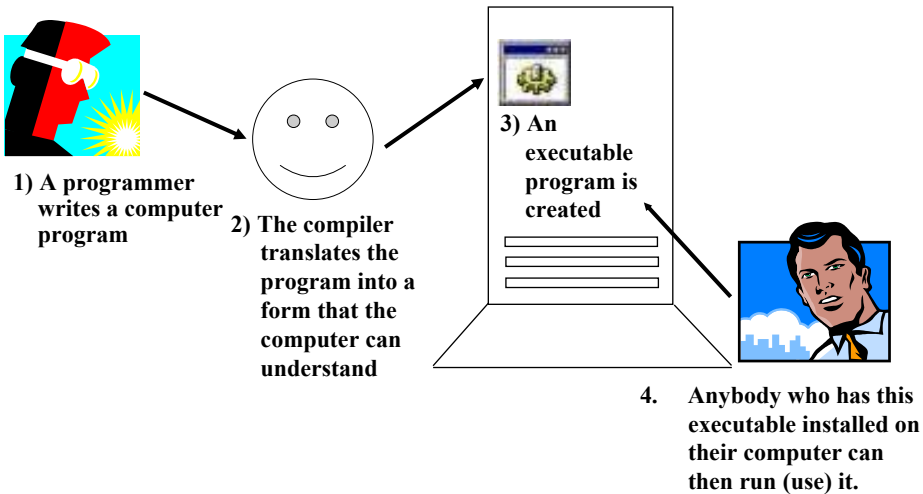 1) A programmer
writes a computer
program
2) The compiler
translates the
program into a
form that the
computer can
understand
3) An
executable
program is
created
4. Anybody who has this
executable installed on
their computer can
then run (use) it.